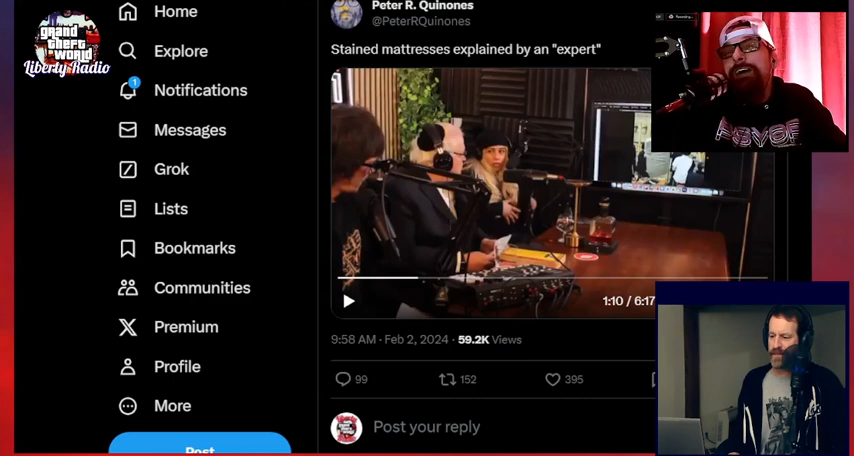 grand
theft
world
Liberty Radio
Home
Explore
1
Notifications
Messages
Grok
Lists
Bookmarks
Communities
Premium
Profile
More
Post
Peter R. Quinones
@PeterRQuinones
Stained mattresses explained by an "expert"
1:10 / 6:17
9:58 AM · Feb 2, 2024 · 59.2K Views
99
152
395
Post your reply
PSYOP